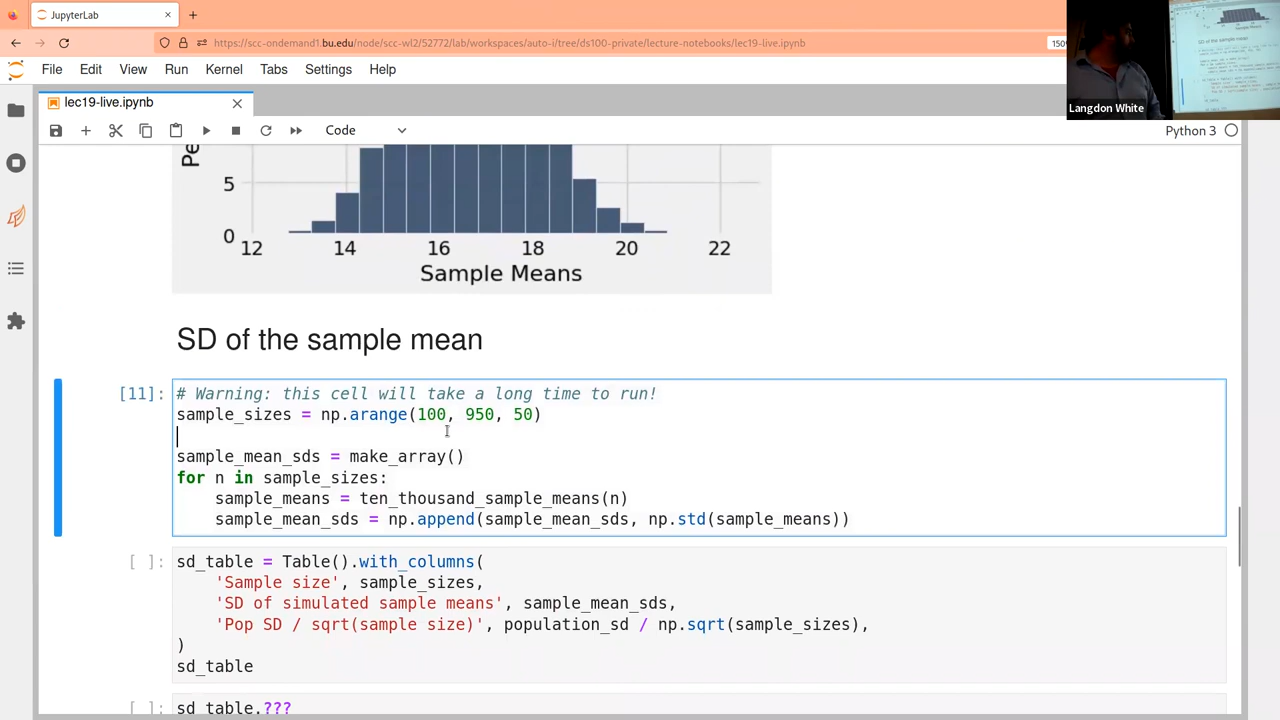 JupyterLab
https://scc-ondemand1.bu.edu/node/scc-wl2/52772/lab/workspaces/auto-i/tree/ds100-private/lecture-notebooks/lec19-live.ipynb
150%
File Edit View Run Kernel Tabs Settings Help
Langdon White
lec19-live.ipynb
Code
Python 3
Pe
5
0
12 14 16 18 20 22
Sample Means
SD of the sample mean
[11]:
# Warning: this cell will take a long time to run!
sample_sizes = np.arange(100, 950, 50)
sample_mean_sds = make_array()
for n in sample_sizes:
sample_means = ten_thousand_sample_means(n)
sample_mean_sds = np.append(sample_mean_sds, np.std(sample_means))
[ ]:
sd_table = Table().with_columns(
'Sample size', sample_sizes,
'SD of simulated sample means', sample_mean_sds,
'Pop SD / sqrt(sample size)', population_sd / np.sqrt(sample_sizes),
)
sd_table
[ ]:
sd_table.???